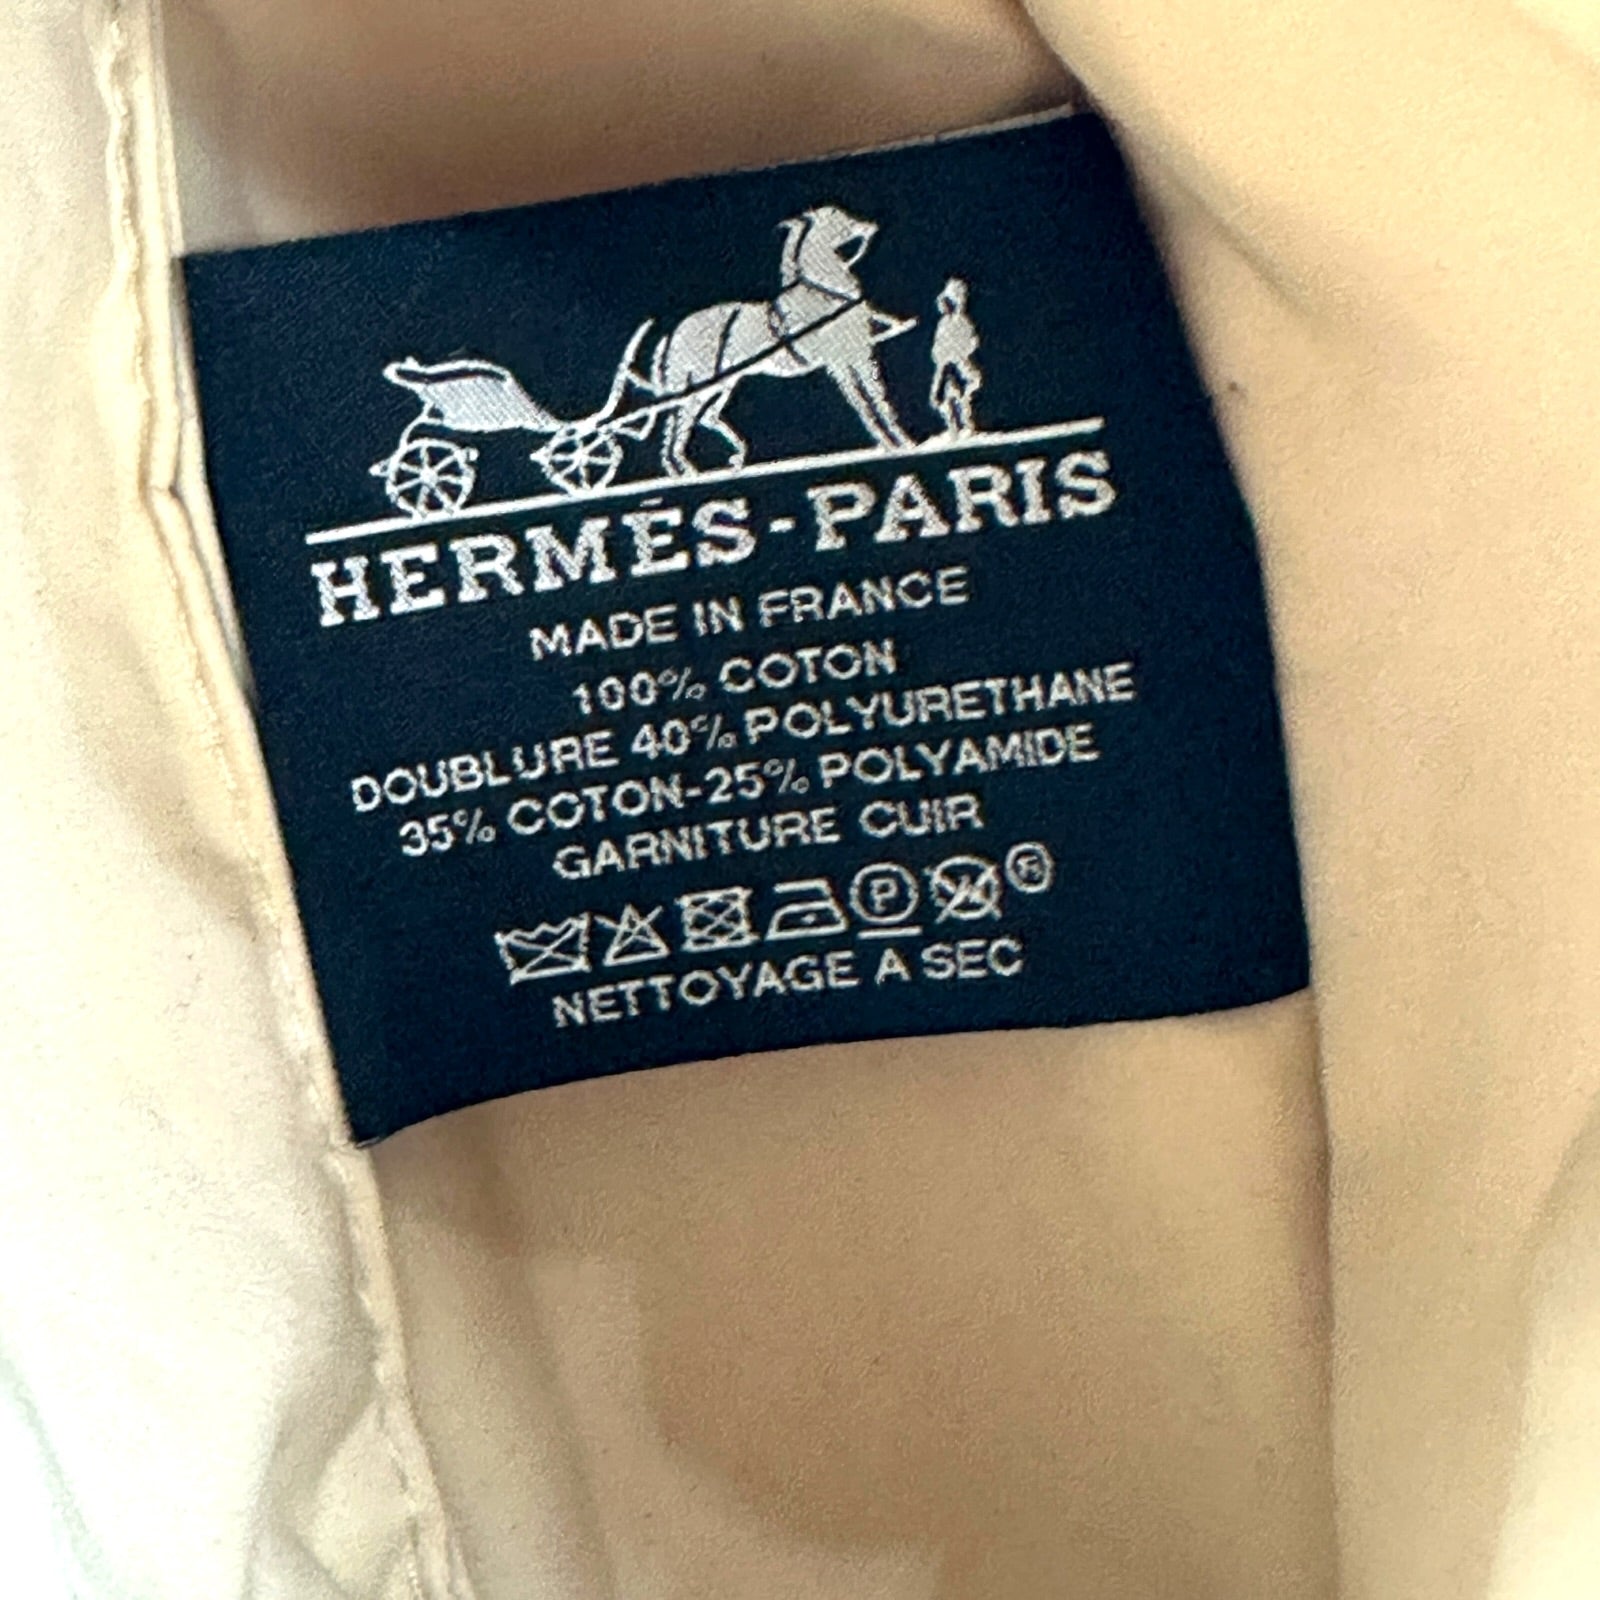 HERMÈS-PARIS
MADE IN FRANCE
100% COTON
DOUBLURE 40% POLYURETHANE
35% COTON-25% POLYAMIDE
GARNITURE CUIR
P ®
NETTOYAGE A SEC